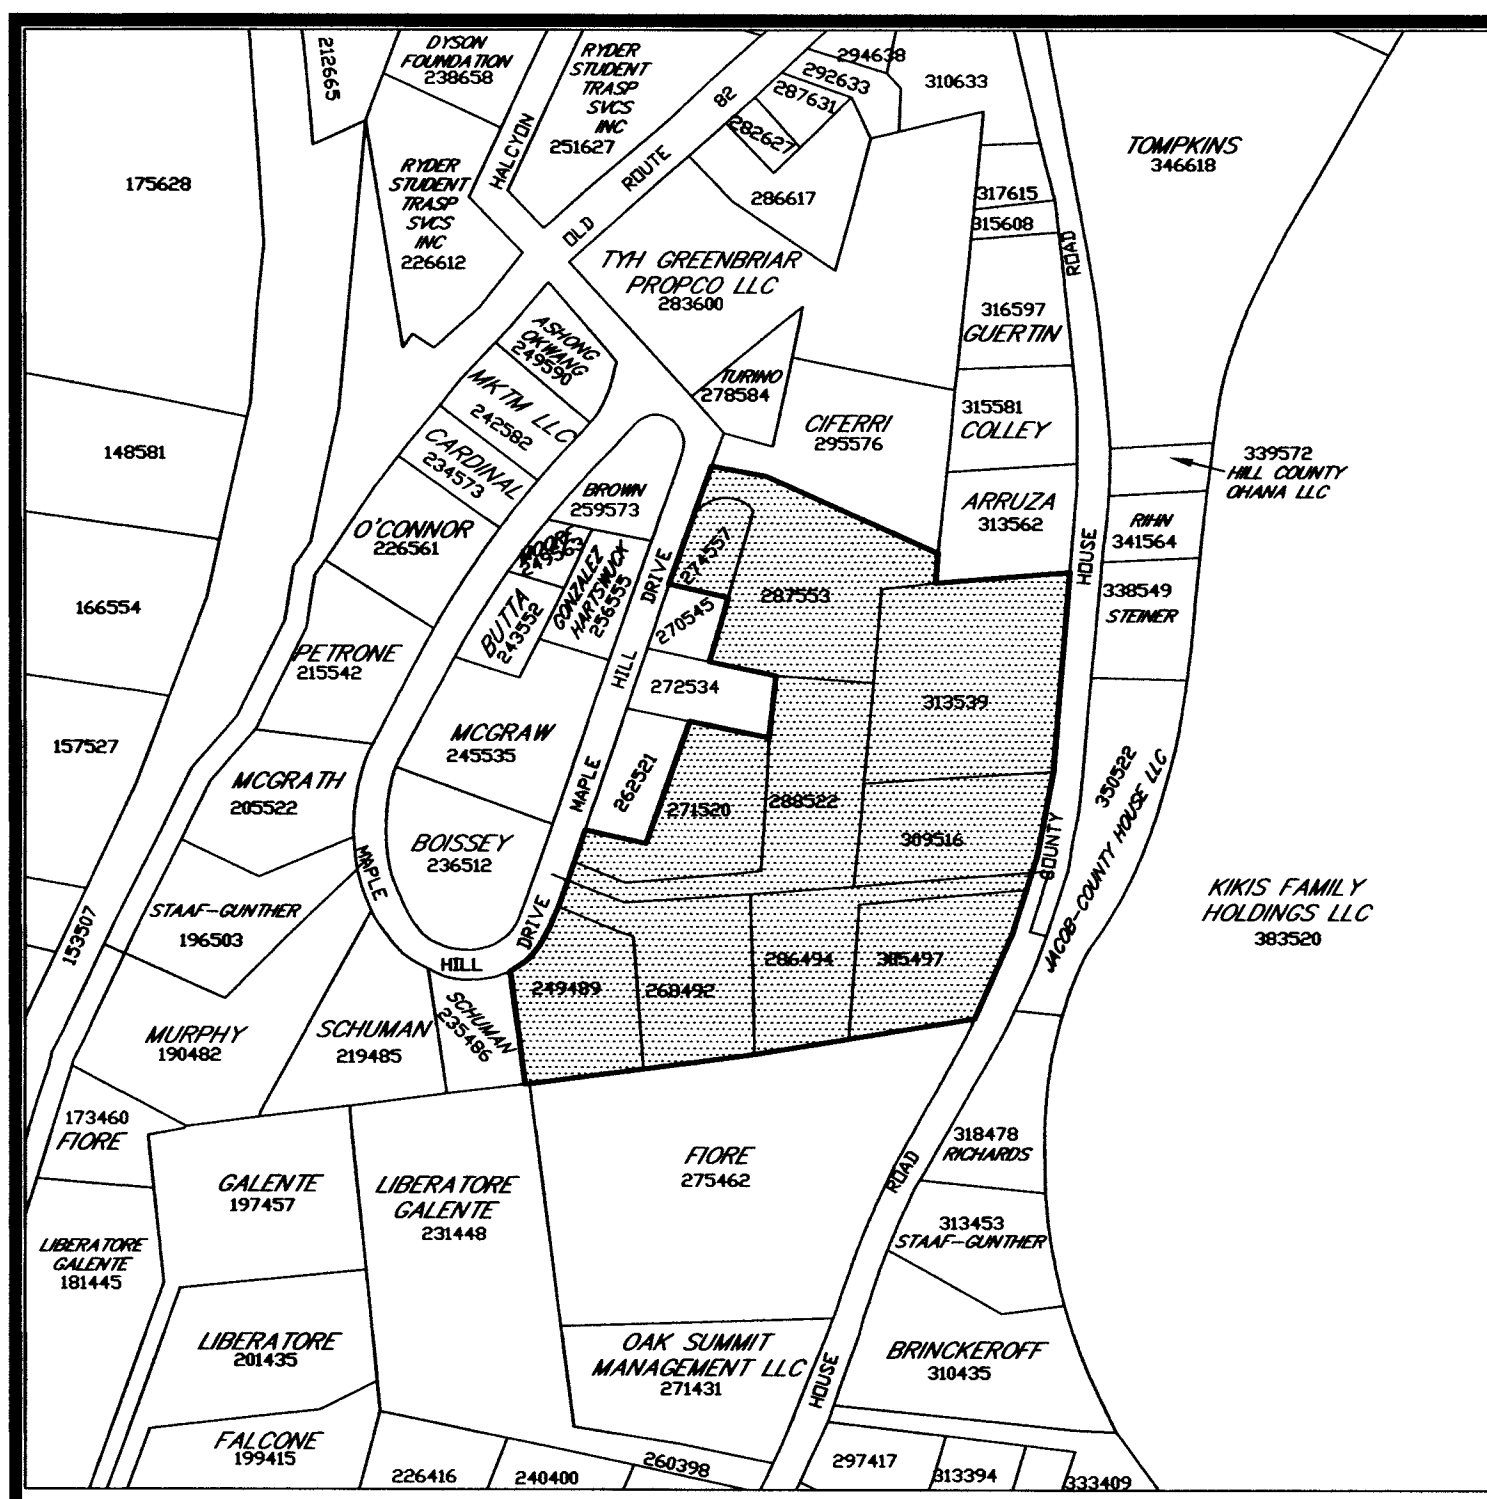 212665
DYSON
FOUNDATION
238658
RYDER
STUDENT
TRASP
SVCS
INC
251627
HALCYON
OLD
ROUTE
82
294638
292633
287631
282627
310633
TOMPKINS
346618
175628
RYDER
STUDENT
TRASP
SVCS
INC
226612
286617
317615
315608
ROAD
TYH GREENBRIAR
PROPCO LLC
283600
316597
GUERTIN
ASHONG
OKWANG
249590
TURINO
278584
MKTM LLC
242582
CIFERRI
295576
315581
COLLEY
148581
CARDINAL
234573
339572
HILL COUNTY
OHANA LLC
BROWN
259573
ARRUZA
313562
RIHN
341564
O'CONNOR
226561
MOORE
249563
GONZALEZ
HARTSWICK
256555
DRIVE
274557
HOUSE
166554
BUTTA
243552
287553
338549
STEINER
270545
PETRONE
215542
HILL
272534
313539
157527
MCGRAW
245535
MCGRATH
205522
MAPLE
262521
271520
288522
350522
JACOB-COUNTY HOUSE LLC
BOISSEY
236512
309516
COUNTY
MAPLE
KIKIS FAMILY
HOLDINGS LLC
383520
153507
STAAF-GUNTHER
196503
DRIVE
HILL
286494
305497
249489
268492
SCHUMAN
235486
MURPHY
190482
SCHUMAN
219485
173460
FIORE
318478
RICHARDS
FIORE
275462
ROAD
GALENTE
197457
LIBERATORE
GALENTE
231448
313453
STAAF-GUNTHER
LIBERATORE
GALENTE
181445
LIBERATORE
201435
OAK SUMMIT
MANAGEMENT LLC
271431
HOUSE
BRINCKEROFF
310435
FALCONE
199415
226416
240400
260398
297417
313394
333409